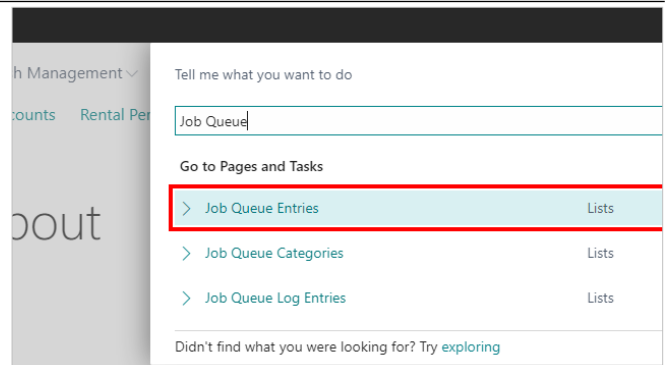 h Management
Tell me what you want to do
counts Rental Per
Job Queue
Go to Pages and Tasks
Job Queue Entries Lists
bout
Job Queue Categories Lists
Job Queue Log Entries Lists
Didn't find what you were looking for? Try exploring